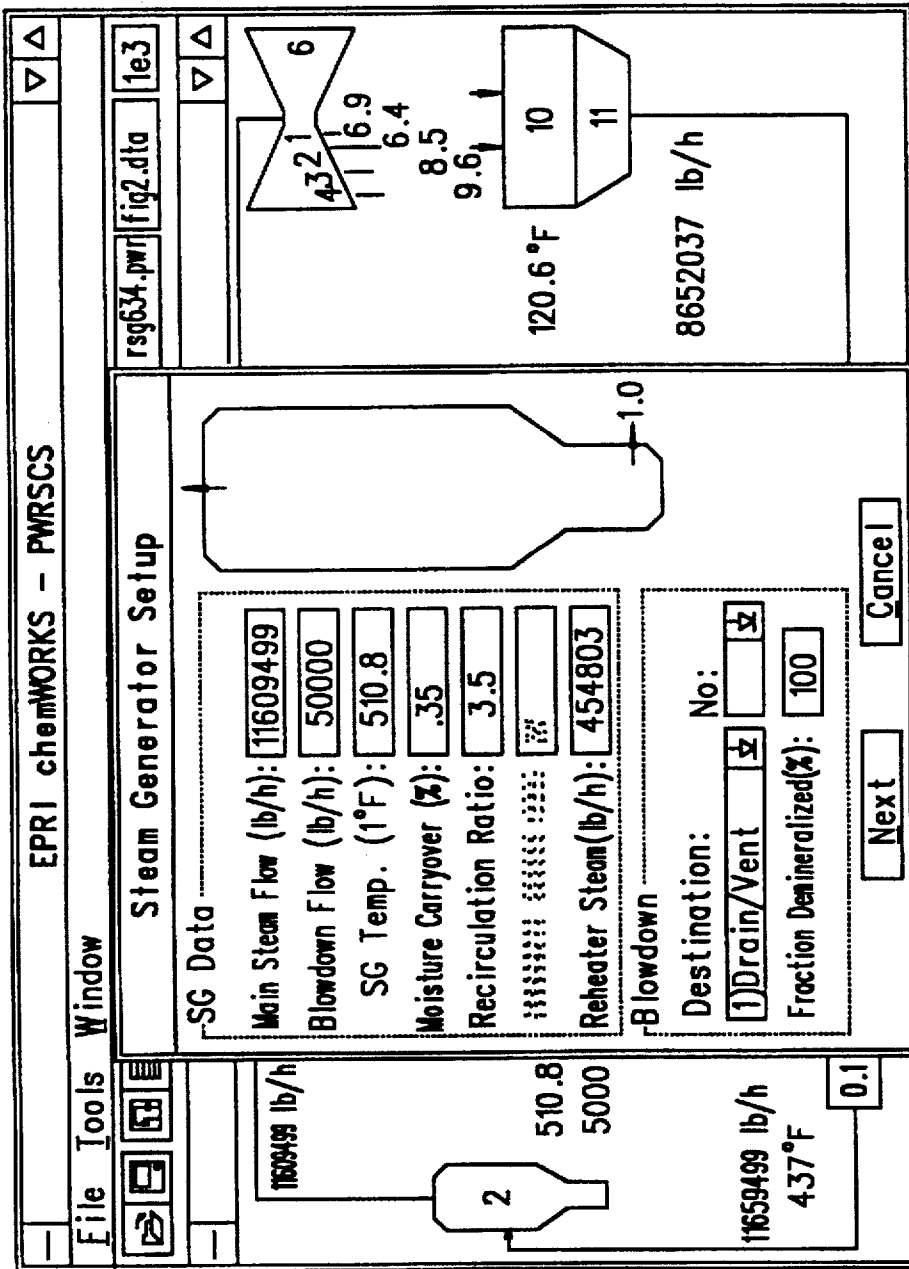 EPRI chemWORKS - PWRSCS
File Tools Window
rsg634.pwr fig2.dta 1e3
11609499 lb/h
2
510.8
5000
11659499 lb/h
437°F
0.1
Steam Generator Setup
SG Data
Main Steam Flow (lb/h): 11609499
Blowdown Flow (lb/h): 50000
SG Temp. (1°F): 510.8
Moisture Carryover (%): .35
Recirculation Ratio: 3.5
Reheater Steam(lb/h): 454803
1.0
Blowdown
Destination: No:
1)Drain/Vent
Fraction Demineralized(%): 100
Next Cancel
4 3 2 1 6
6.9
6.4
8.5
9.6
120.6°F
10
11
8652037 lb/h